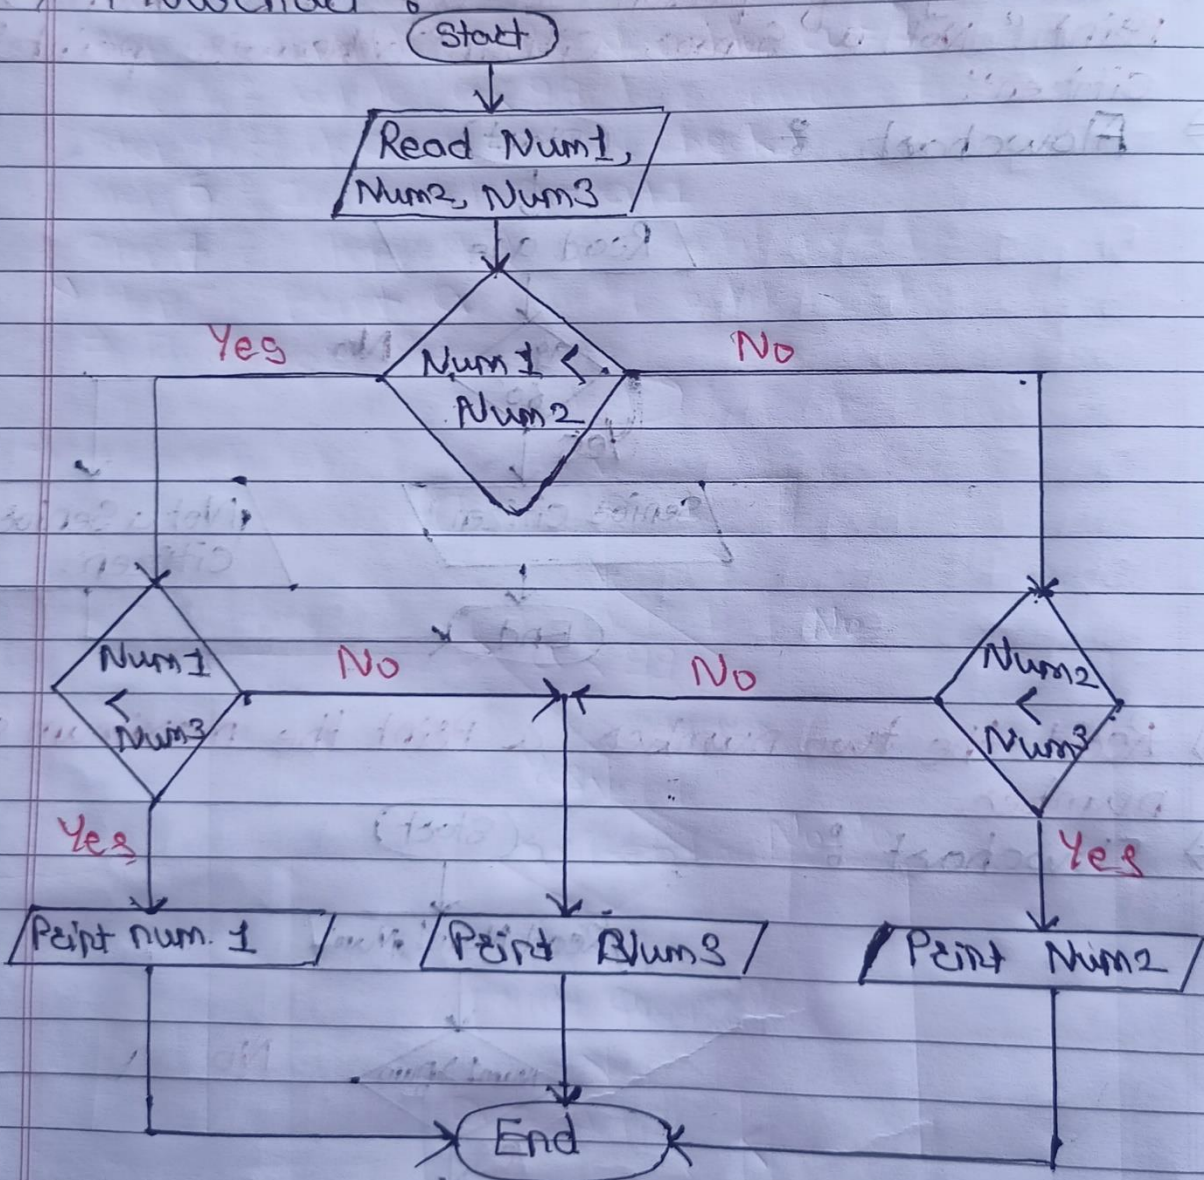 Start
Read Num1,
Num2, Num3
Num1 <
Num2
Yes
No
Num1
<
Num3
No
No
Num2
<
Num3
Yes
Yes
Print num. 1
Print Num3
Print Num2
End